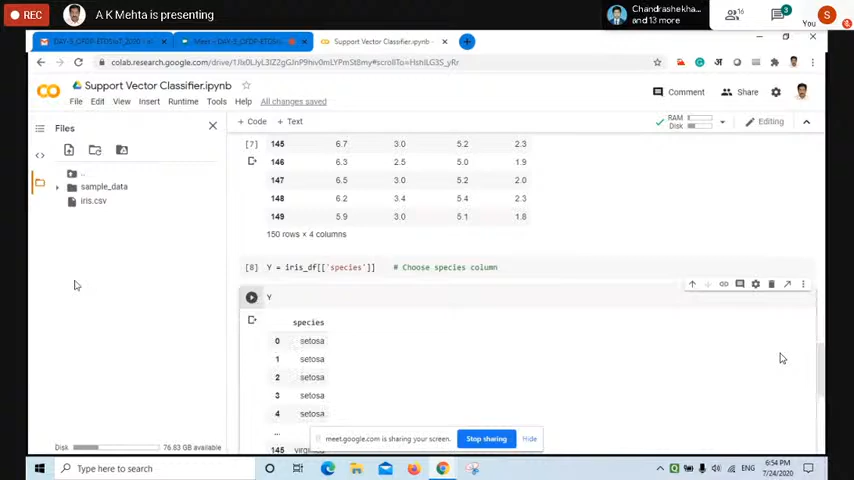 REC
A K Mehta is presenting
Chandrashekha...
and 13 more
16
3
You
S
Meet
Support Vector Classifier.ipynb -
colab.research.google.com/drive/
CO
Support Vector Classifier.ipynb
File Edit View Insert Runtime Tools Help All changes saved
Comment
Share
Files
+ Code + Text
RAM
Disk
Editing
..
sample_data
iris.csv
[7] 145 6.7 3.0 5.2 2.3
146 6.3 2.5 5.0 1.9
147 6.5 3.0 5.2 2.0
148 6.2 3.4 5.4 2.3
149 5.9 3.0 5.1 1.8
150 rows × 4 columns
[8] Y = iris_df[['species']] # Choose species column
Y
species
0 setosa
1 setosa
2 setosa
3 setosa
4 setosa
...
145
Disk 76.83 GB available
meet.google.com is sharing your screen. Stop sharing Hide
Type here to search
ENG
6:54 PM
7/24/2020